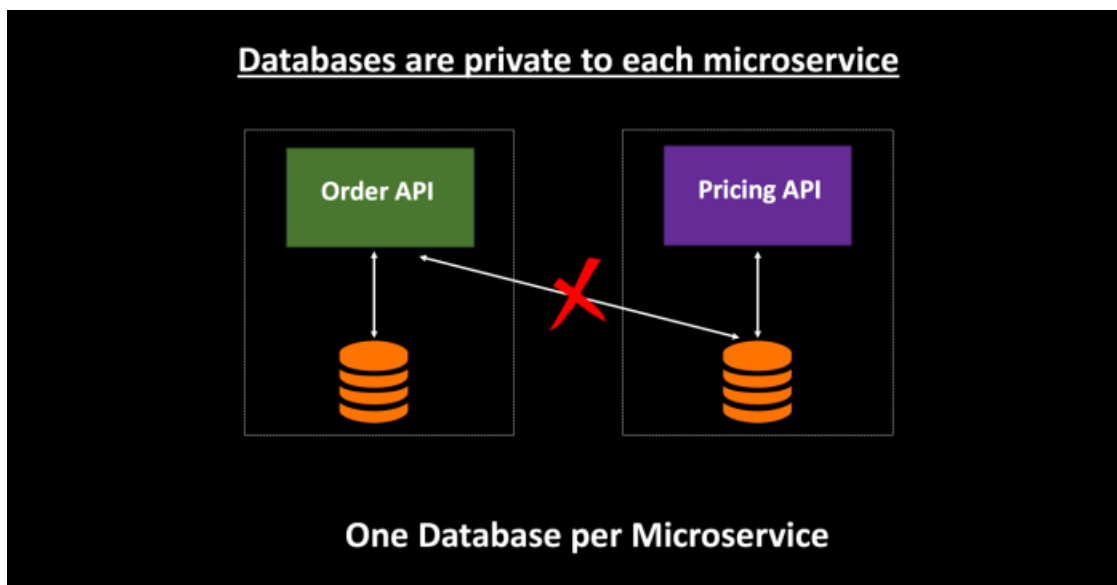 Databases are private to each microservice
Order API
Pricing API
One Database per Microservice